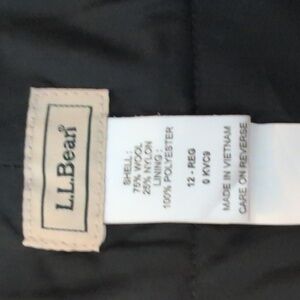 L.L.Bean
SHELL:
75% WOOL
25% NYLON
LINING:
100% POLYESTER
12 - REG
0 KVC9
MADE IN VIETNAM
CARE ON REVERSE